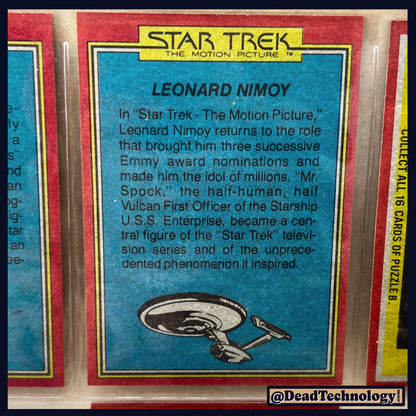 STAR TREK
THE MOTION PICTURE ™
LEONARD NIMOY
In "Star Trek - The Motion Picture,"
Leonard Nimoy returns to the role
that brought him three successive
Emmy award nominations and
made him the idol of millions. "Mr.
Spock," the half-human, half
Vulcan First Officer of the Starship
U.S.S. Enterprise, became a cen-
tral figure of the "Star Trek" televi-
sion series and of the unprece-
dented phenomenon it inspired.
COLLECT ALL 16 CARDS OF PUZZLE B.
@DeadTechnology